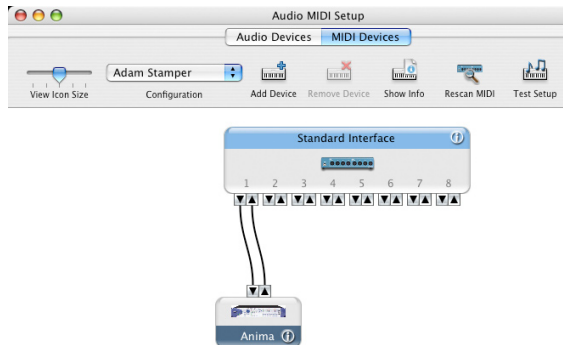 Audio MIDI Setup
Audio Devices MIDI Devices
Adam Stamper
View Icon Size Configuration Add Device Remove Device Show Info Rescan MIDI Test Setup
Standard Interface
1 2 3 4 5 6 7 8
Anima